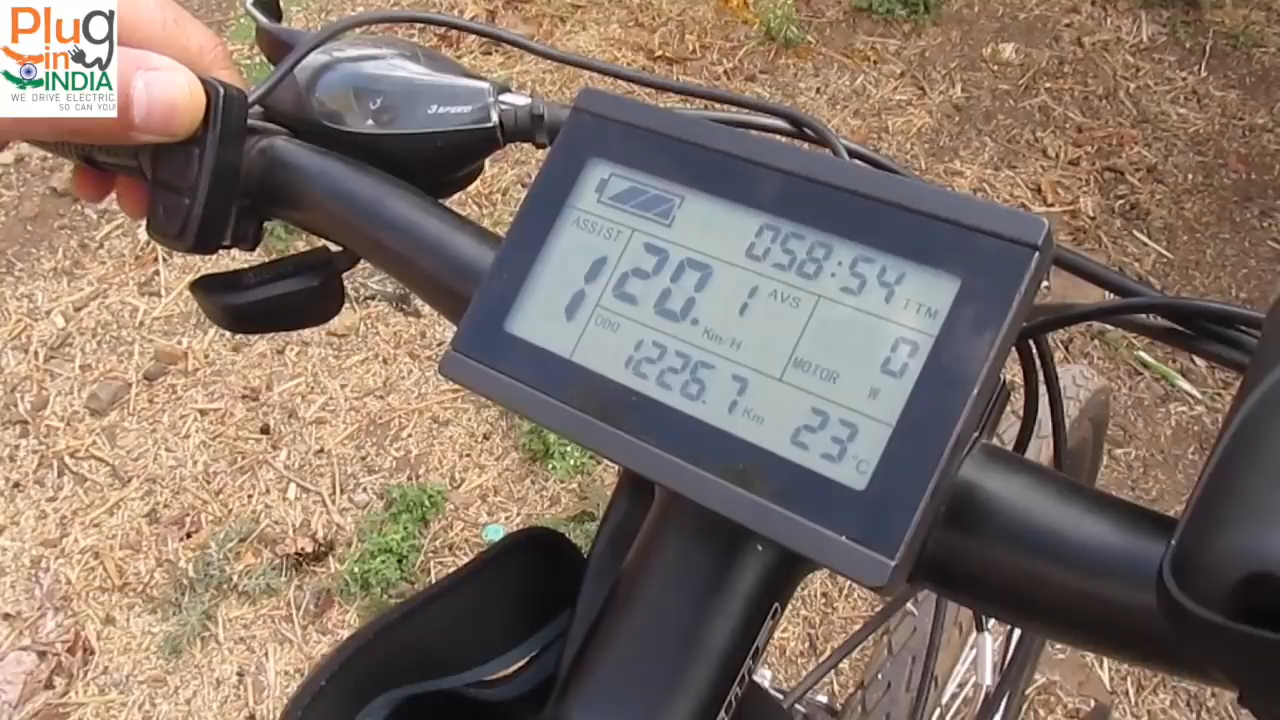 Plug
in
INDIA
WE DRIVE ELECTRIC
SO CAN YOU!
3 SPEED
058:54 TTM
ASSIST
1
20.1 AVS
Km/H
MOTOR
0
W
ODO
1226.7 Km
23°C